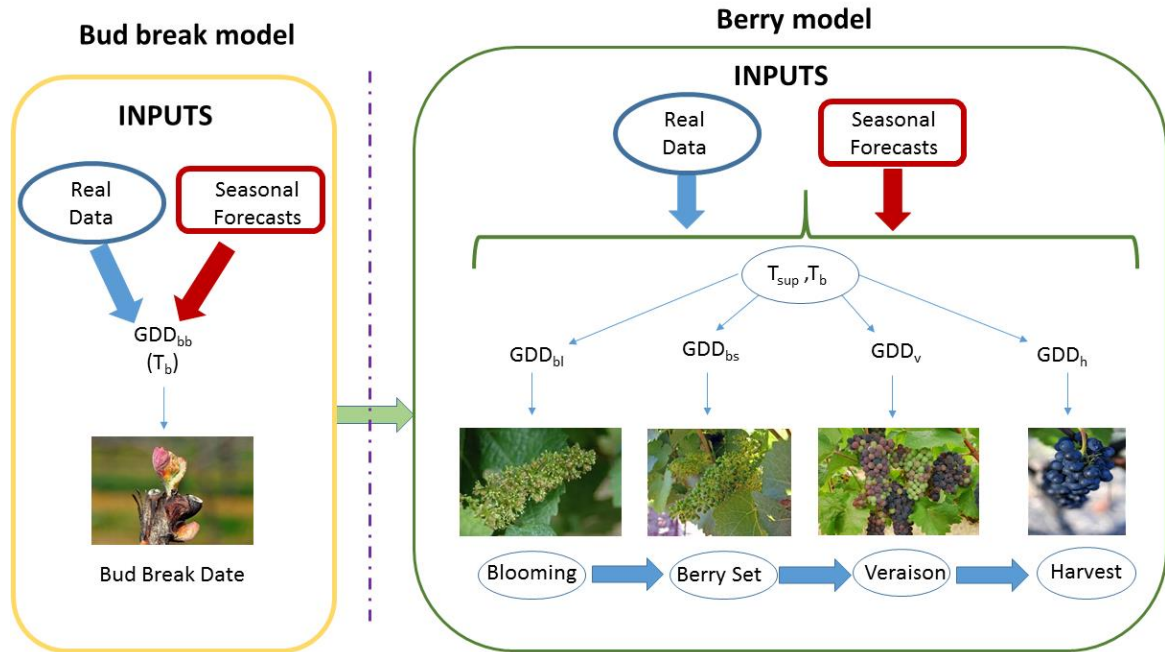 Bud break model
INPUTS
Real
Data
Seasonal
Forecasts
GDDbb
(Tb)
Bud Break Date
Berry model
INPUTS
Real
Data
Seasonal
Forecasts
Tsup ,Tb
GDDbl
GDDbs
GDDv
GDDh
Blooming
Berry Set
Veraison
Harvest